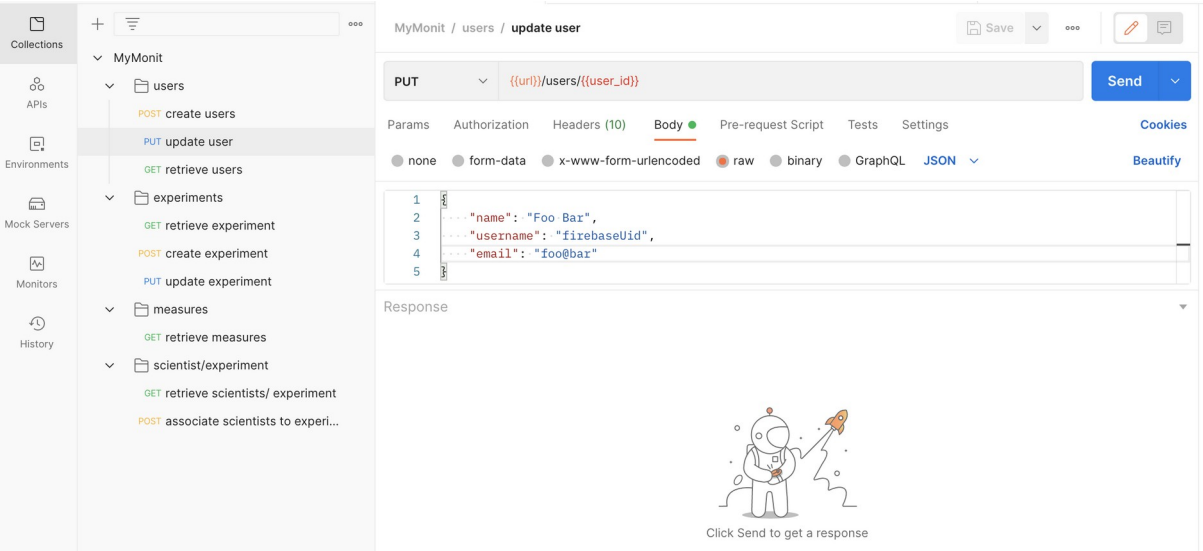 Collections
APIs
Environments
Mock Servers
Monitors
History
MyMonit
users
POST create users
PUT update user
GET retrieve users
experiments
GET retrieve experiment
POST create experiment
PUT update experiment
measures
GET retrieve measures
scientist/experiment
GET retrieve scientists/ experiment
POST associate scientists to experi...
MyMonit / users / update user
Save
PUT {{url}}/users/{{user_id}} Send
Params Authorization Headers (10) Body Pre-request Script Tests Settings Cookies
none form-data x-www-form-urlencoded raw binary GraphQL JSON Beautify
1 {
2 "name": "Foo Bar",
3 "username": "firebaseUid",
4 "email": "foo@bar"
5 }
Response
Click Send to get a response